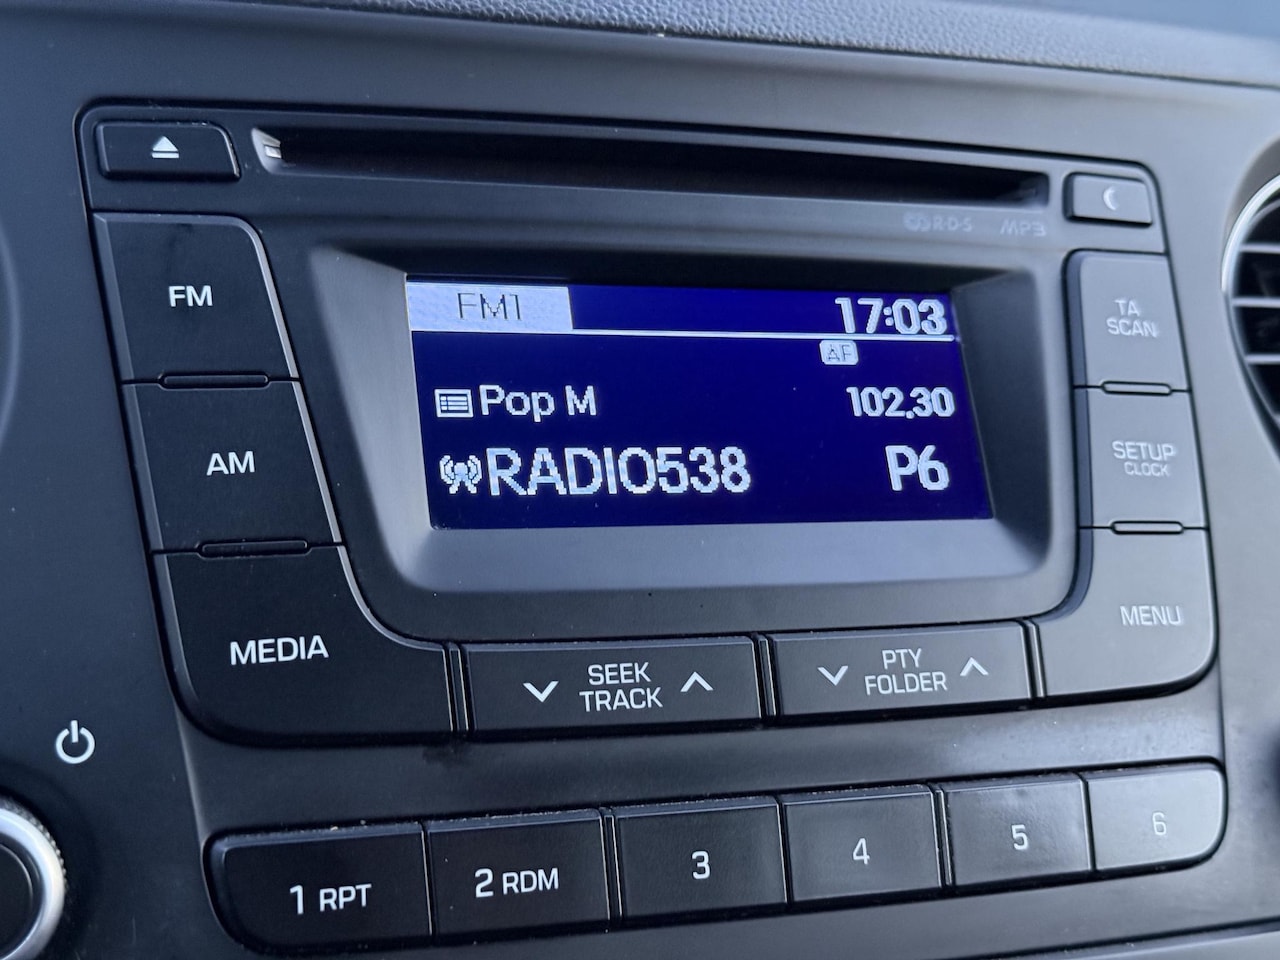 R·D·S MP3
FM
FM1 17:03
TA
SCAN
AF
Pop M 102.30
AM
RADIO538 P6
SETUP
CLOCK
MEDIA
SEEK
TRACK
PTY
FOLDER
MENU
1 RPT
2 RDM
3
4
5
6